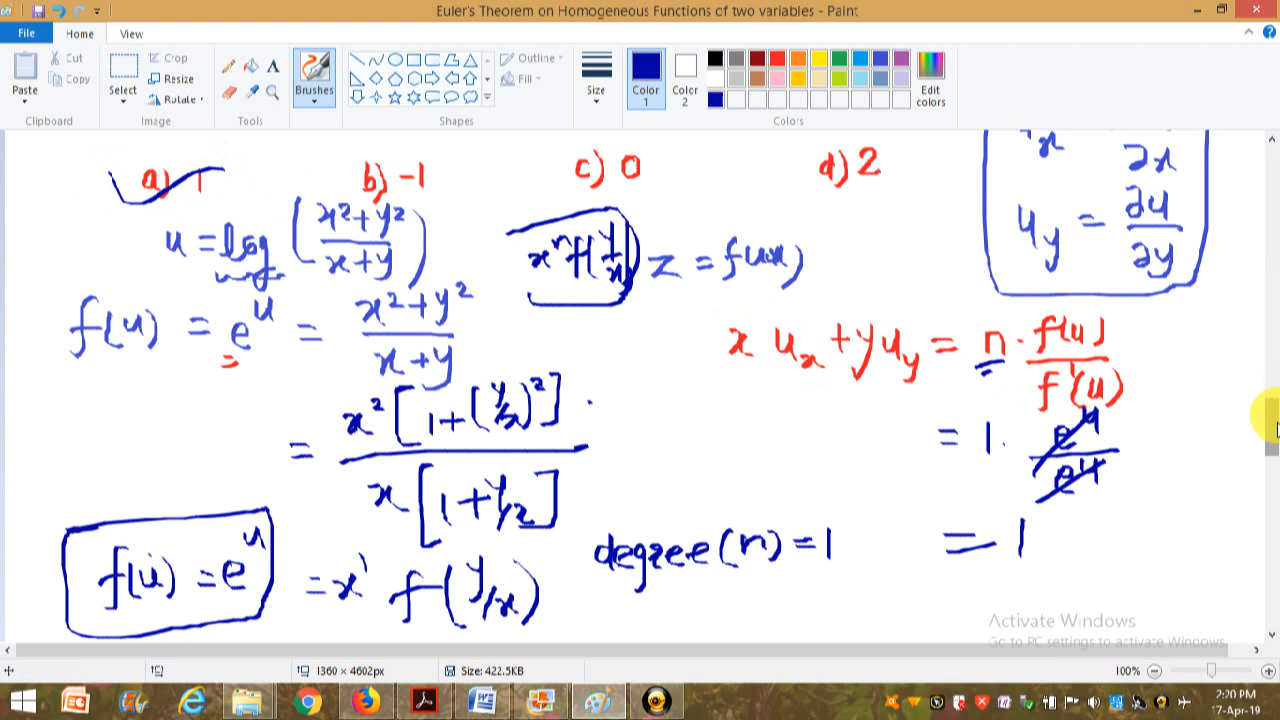 Euler's Theorem on Homogeneous Functions of two variables - Paint
File Home View
Paste Cut Copy Clipboard
Select Crop Resize Rotate Image
Tools
Brushes
Shapes Outline Fill
Size
Color 1 Color 2 Edit colors Colors
a) 1 b) -1 c) 0 d) 2
∂x
u = log (x²+y² / x+y)
xⁿ f(y/x) z = f(u)
u_y = ∂u/∂y
f(u) = e^u = x²+y² / x+y
x u_x + y u_y = n · f(u) / f'(u)
= x² [1+(y/x)²] / x [1+y/x]
= 1 · e^u / e^u
f(u) = e^u = x¹ f(y/x)
degree(n) = 1
= 1
Activate Windows
Go to PC settings to activate Windows.
1360 × 4602px Size: 422.5KB 100%
2:20 PM
17-Apr-19